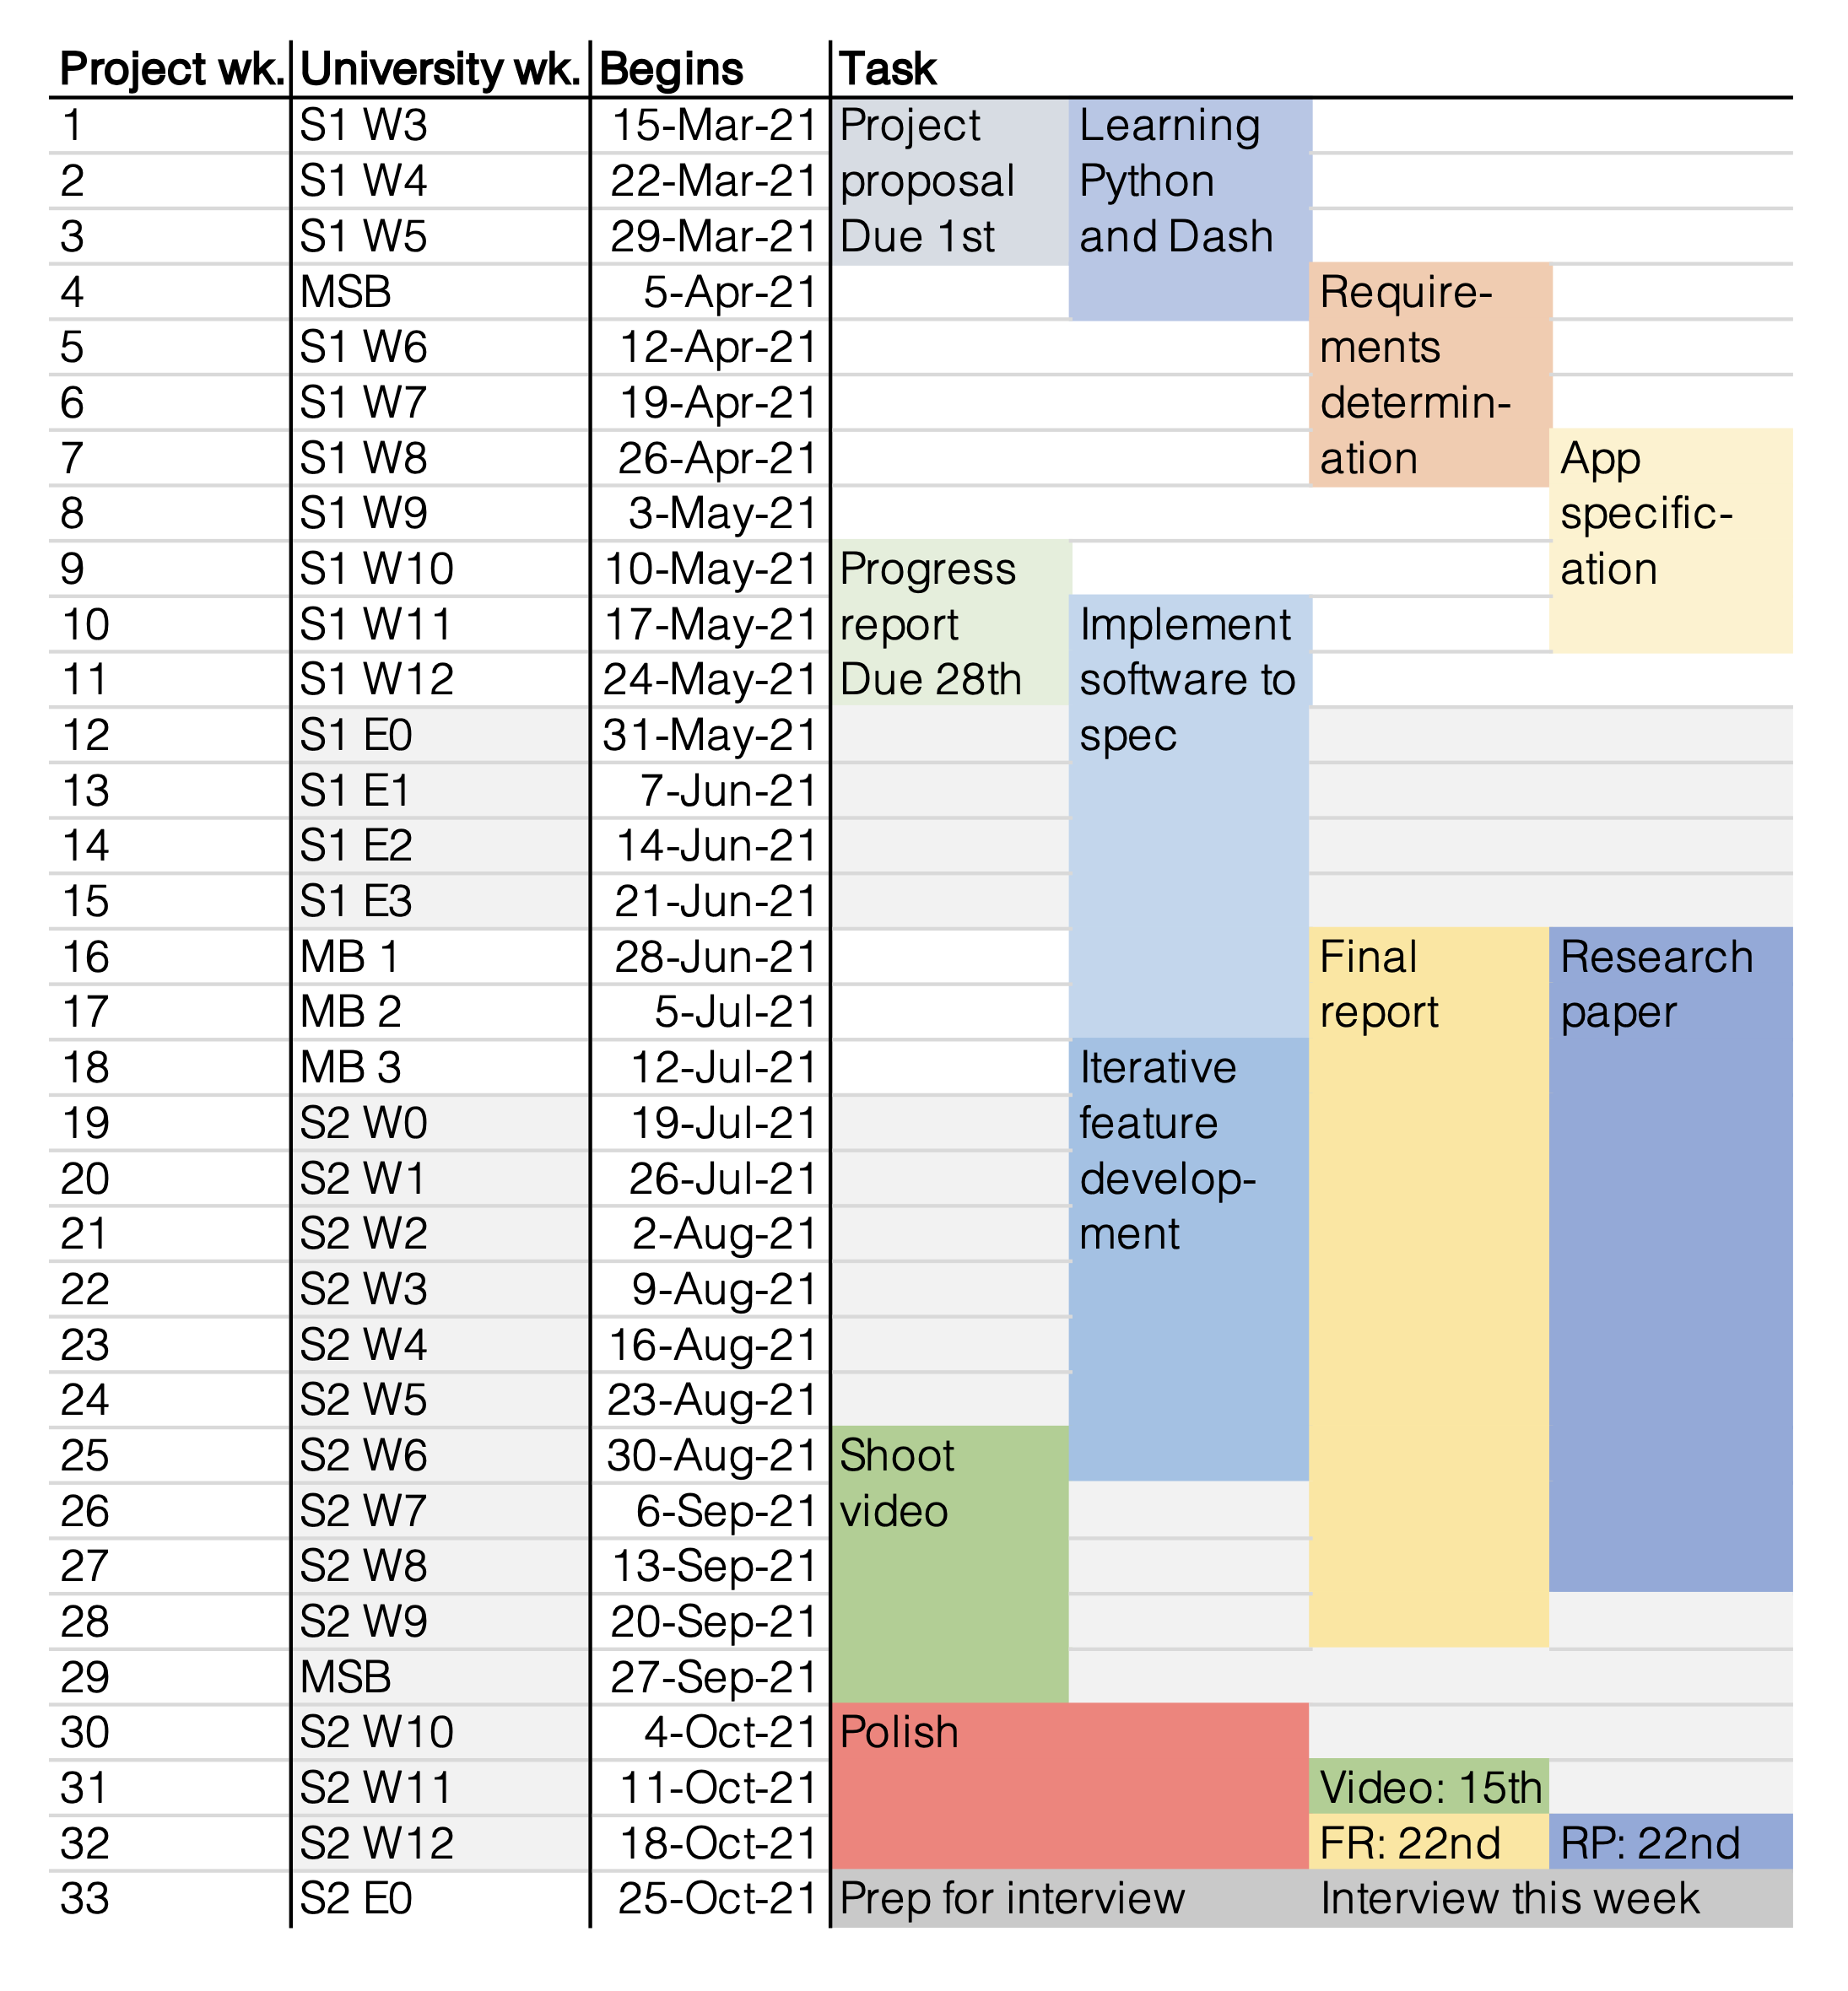 Project wk. University wk. Begins Task
1 S1 W3 15-Mar-21 Project Learning
2 S1 W4 22-Mar-21 proposal Python
3 S1 W5 29-Mar-21 Due 1st and Dash
4 MSB 5-Apr-21 Require-
5 S1 W6 12-Apr-21 ments
6 S1 W7 19-Apr-21 determin-
7 S1 W8 26-Apr-21 ation App
8 S1 W9 3-May-21 specific-
9 S1 W10 10-May-21 Progress ation
10 S1 W11 17-May-21 report Implement
11 S1 W12 24-May-21 Due 28th software to
12 S1 E0 31-May-21 spec
13 S1 E1 7-Jun-21
14 S1 E2 14-Jun-21
15 S1 E3 21-Jun-21
16 MB 1 28-Jun-21 Final Research
17 MB 2 5-Jul-21 report paper
18 MB 3 12-Jul-21 Iterative
19 S2 W0 19-Jul-21 feature
20 S2 W1 26-Jul-21 develop-
21 S2 W2 2-Aug-21 ment
22 S2 W3 9-Aug-21
23 S2 W4 16-Aug-21
24 S2 W5 23-Aug-21
25 S2 W6 30-Aug-21 Shoot
26 S2 W7 6-Sep-21 video
27 S2 W8 13-Sep-21
28 S2 W9 20-Sep-21
29 MSB 27-Sep-21
30 S2 W10 4-Oct-21 Polish
31 S2 W11 11-Oct-21 Video: 15th
32 S2 W12 18-Oct-21 FR: 22nd RP: 22nd
33 S2 E0 25-Oct-21 Prep for interview Interview this week